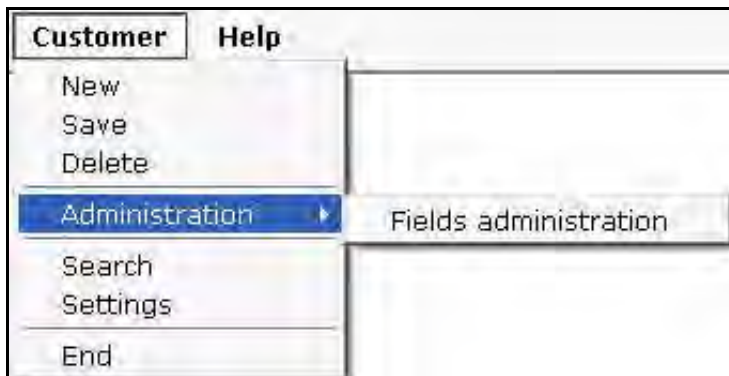 Customer Help
New
Save
Delete
Administration
Fields administration
Search
Settings
End